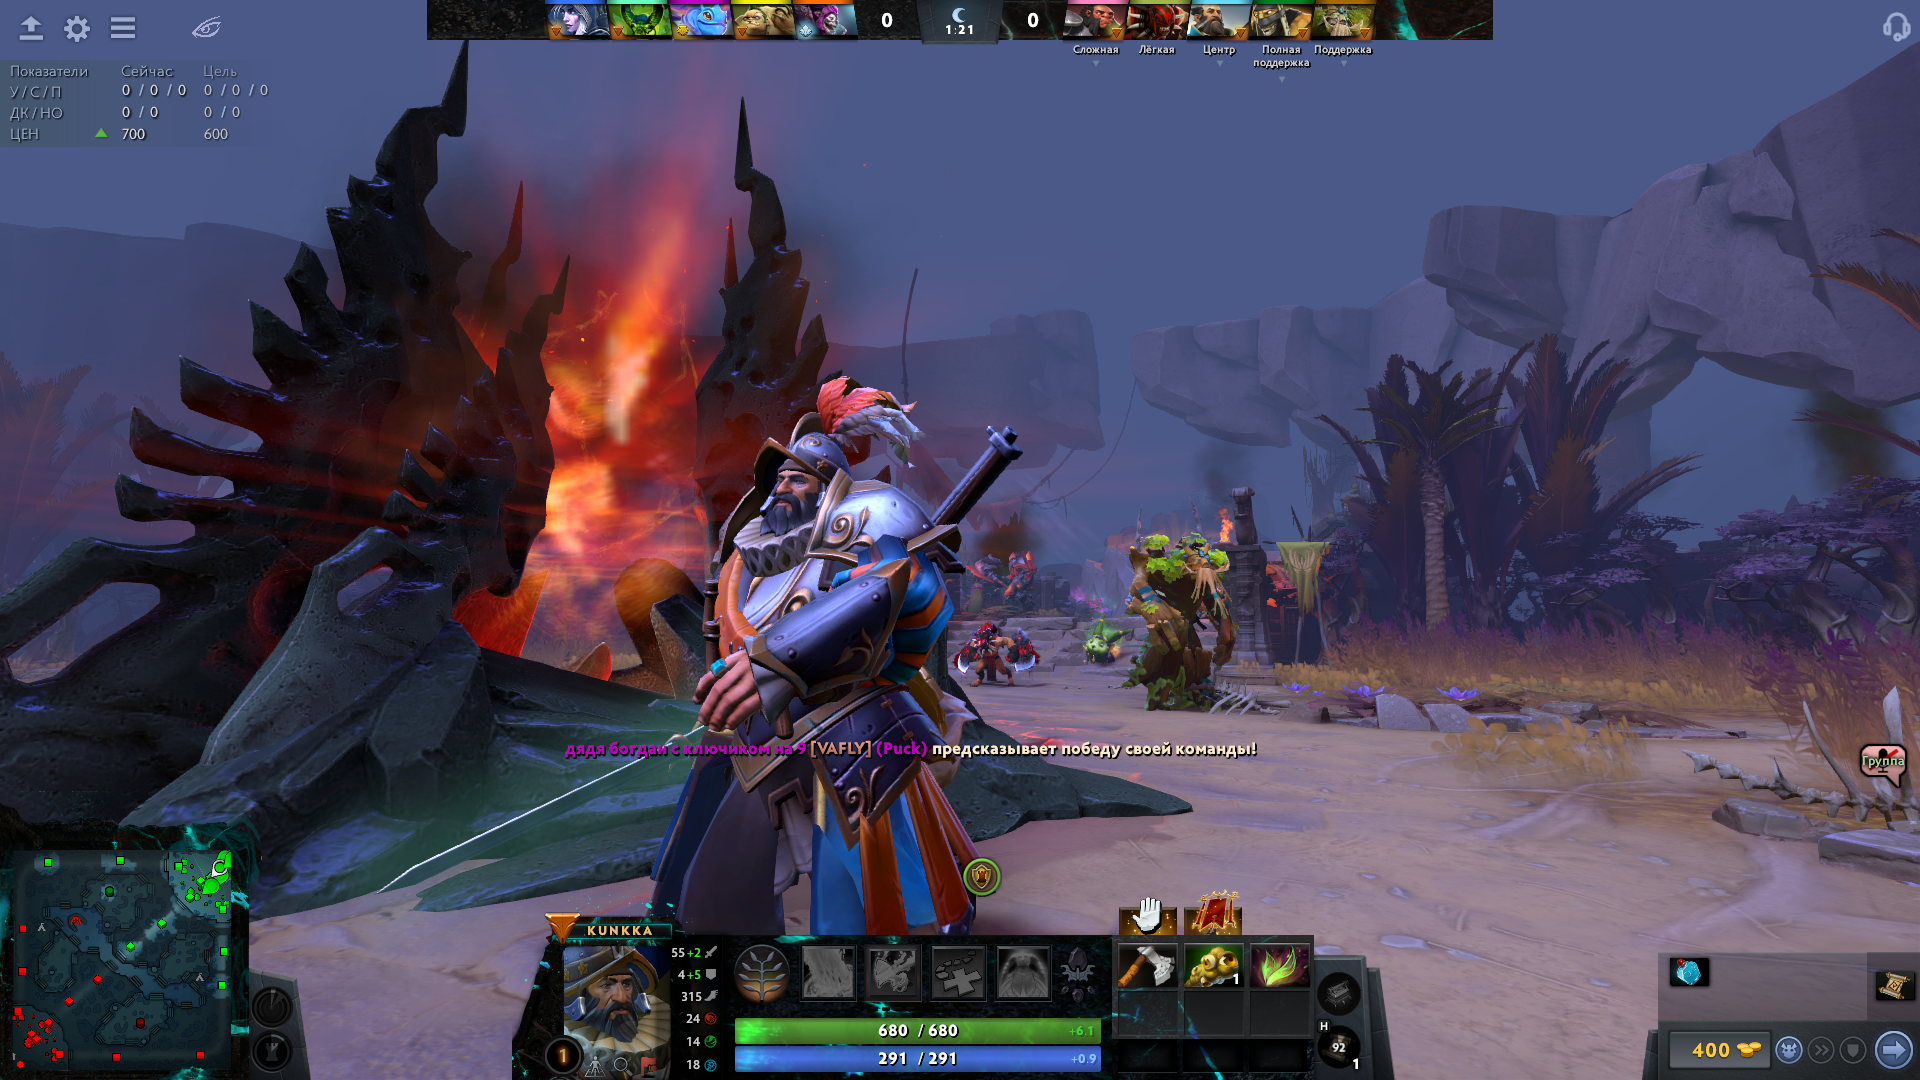 0
1:21
0
Сложная
Лёгкая
Центр
Полная поддержка
Поддержка
Показатели Сейчас Цель
У / С / П 0 / 0 / 0 0 / 0 / 0
ДК / НО 0 / 0 0 / 0
ЦЕН 700 600
дядя богдан с ключиком на 9 [VAFLY] (Puck) предсказывает победу своей команды!
Группа
KUNKKA
55+2
4+5
315
24
14
18
1
680 / 680 +6.1
291 / 291 +0.9
1
H
92
1
400